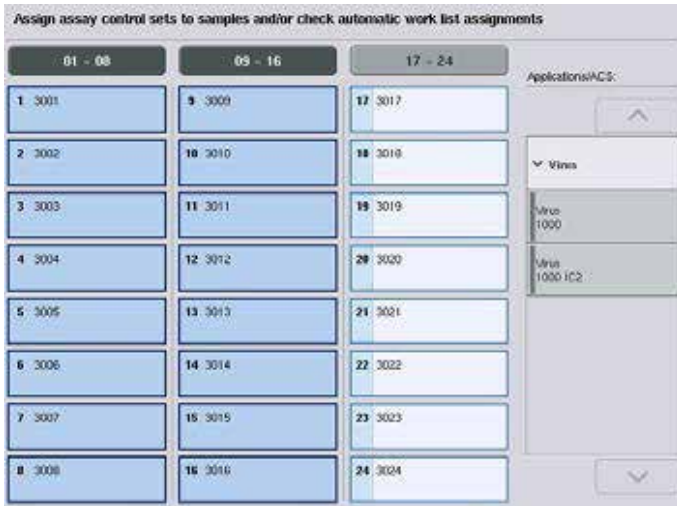 Assign assay control sets to samples and/or check automatic work list assignments
01 - 08
09 - 16
17 - 24
Applications/ACS:
1 3001
9 3009
17 3017
2 3002
10 3010
18 3018
Virus
3 3003
11 3011
19 3019
Virus
1000
4 3004
12 3012
20 3020
Virus
1000 IC2
5 3005
13 3013
21 3021
6 3006
14 3014
22 3022
7 3007
15 3015
23 3023
8 3008
16 3016
24 3024